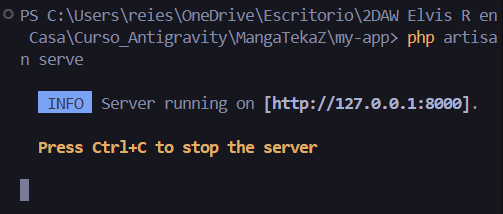 PS C:\Users\reies\OneDrive\Escritorio\2DAW Elvis R en
Casa\Curso_Antigravity\MangaTekaZ\my-app> php artisa
n serve
INFO Server running on [http://127.0.0.1:8000].
Press Ctrl+C to stop the server